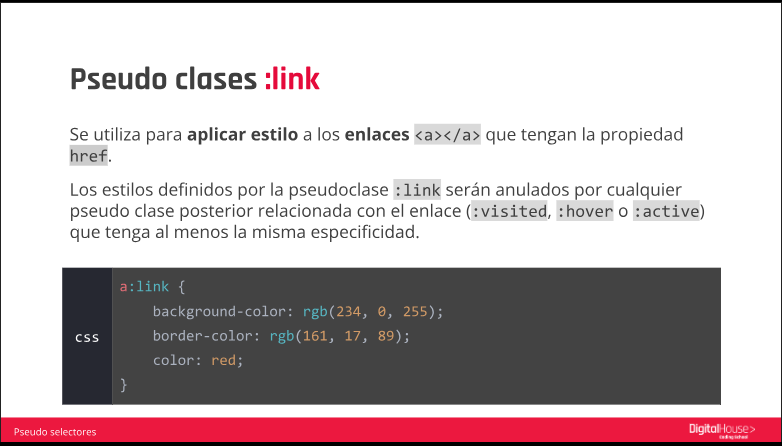 Pseudo clases :link
Se utiliza para aplicar estilo a los enlaces <a></a> que tengan la propiedad
href.
Los estilos definidos por la pseudoclase :link serán anulados por cualquier
pseudo clase posterior relacionada con el enlace (:visited, :hover o :active)
que tenga al menos la misma especificidad.
css
a:link {
    background-color: rgb(234, 0, 255);
    border-color: rgb(161, 17, 89);
    color: red;
}
Pseudo selectores
DigitalHouse>
Coding School